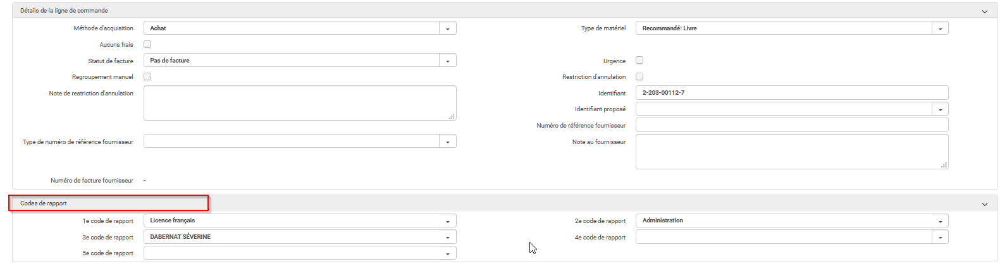 Détails de la ligne de commande
Méthode d'acquisition Achat Type de matériel Recommandé: Livre
Aucuns frais
Statut de facture Pas de facture Urgence
Regroupement manuel Restriction d'annulation
Note de restriction d'annulation Identifiant 2-203-00112-7
Identifiant proposé
Numéro de référence fournisseur
Type de numéro de référence fournisseur Note au fournisseur
Numéro de facture fournisseur -
Codes de rapport
1e code de rapport Licence français 2e code de rapport Administration
3e code de rapport DABERNAT SÉVERINE 4e code de rapport
5e code de rapport